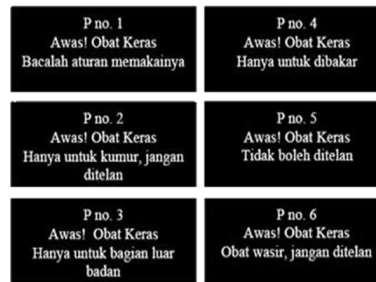 P no. 1
Awas! Obat Keras
Bacalah aturan memakainya
P no. 2
Awas! Obat Keras
Hanya untuk kumur, jangan
ditelan
P no. 3
Awas! Obat Keras
Hanya untuk bagian luar
badan
P no. 4
Awas! Obat Keras
Hanya untuk dibakar
P no. 5
Awas! Obat Keras
Tidak boleh ditelan
P no. 6
Awas! Obat Keras
Obat wasir, jangan ditelan